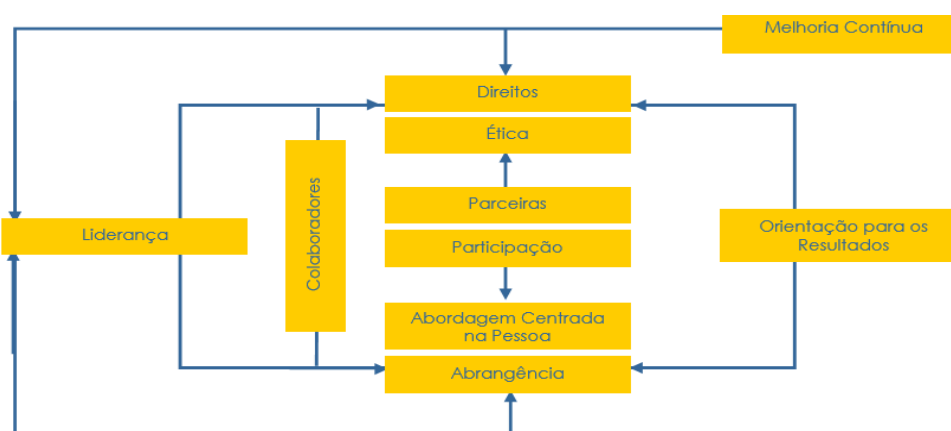 Melhoria Contínua
Direitos
Ética
Parceiras
Participação
Liderança
Colaboradores
Orientação para os
Resultados
Abordagem Centrada
na Pessoa
Abrangência